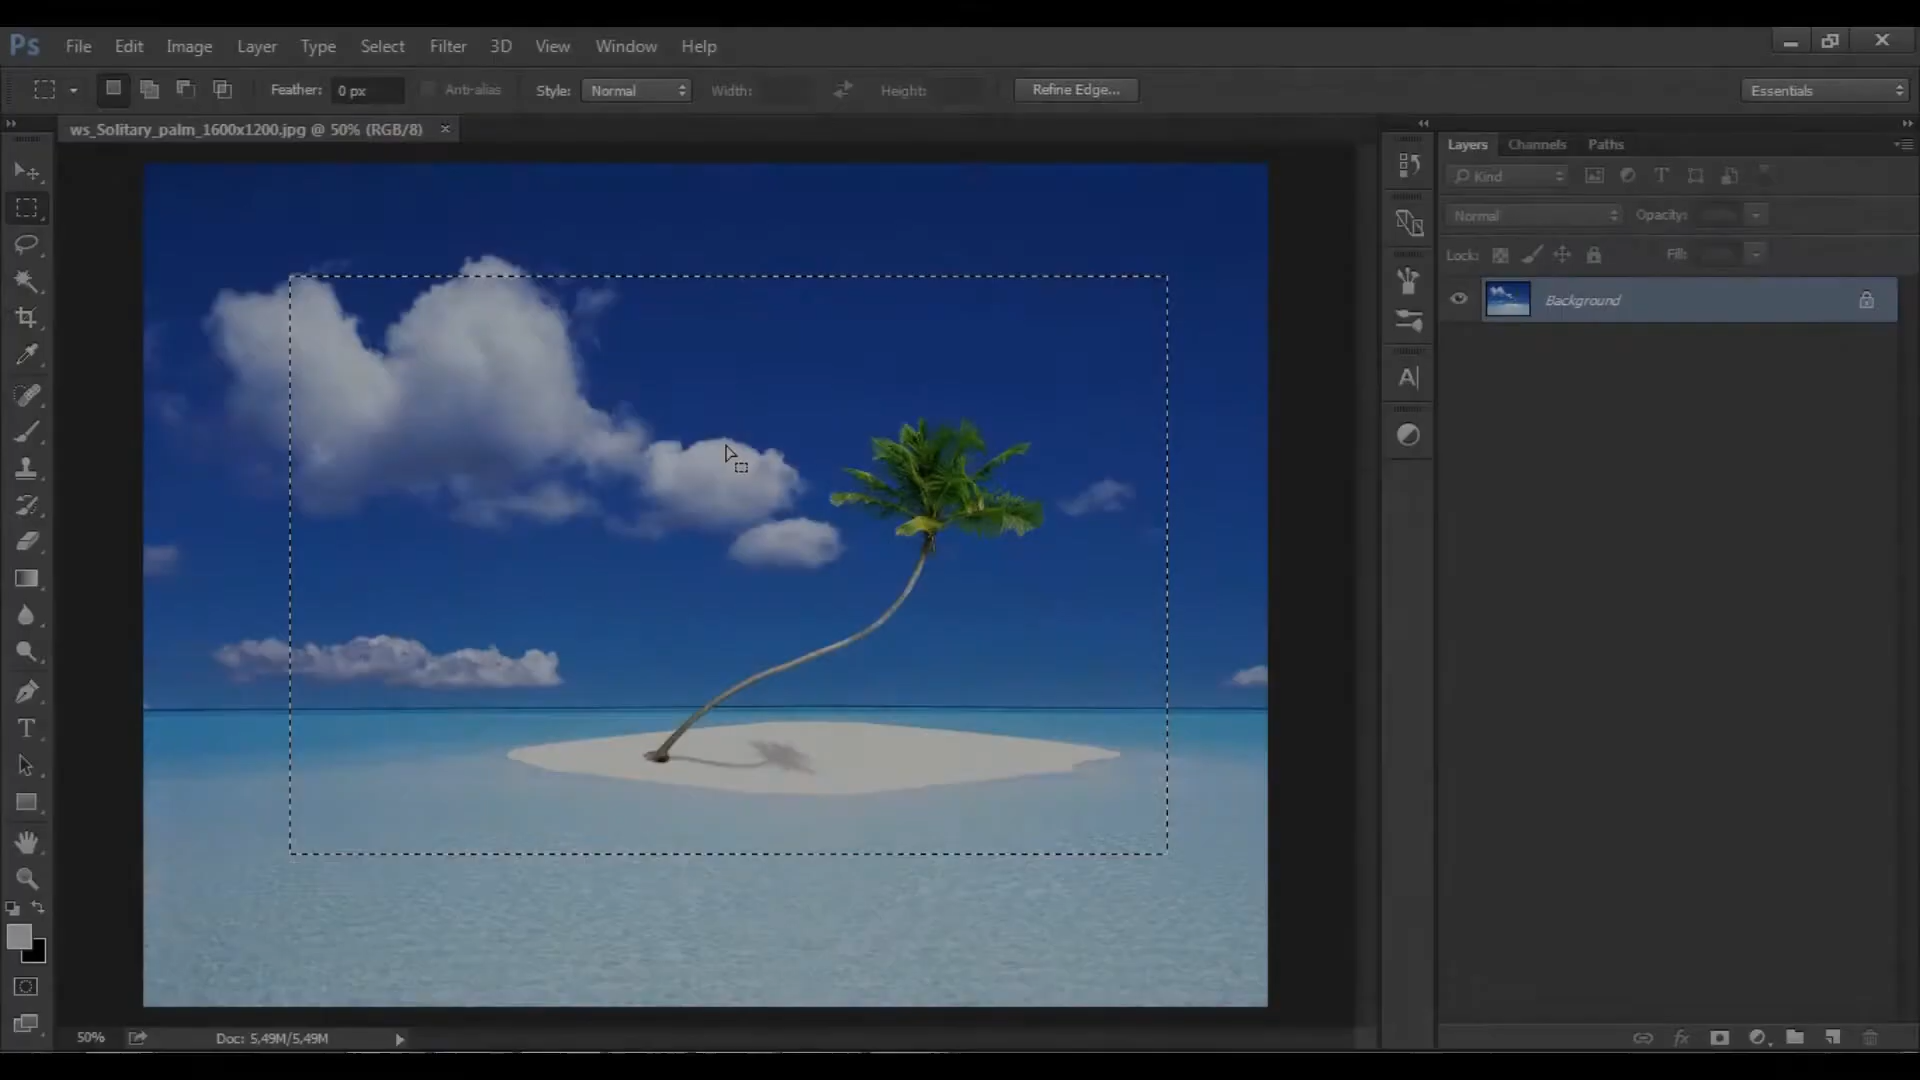 Ps File Edit Image Layer Type Select Filter 3D View Window Help
Feather: 0 px Anti-alias Style: Normal Width: Height: Refine Edge... Essentials
ws_Solitary_palm_1600x1200.jpg @ 50% (RGB/8) ×
Layers Channels Paths
Kind
Normal Opacity:
Lock: Fill:
Background
50% Doc: 5,49M/5,49M